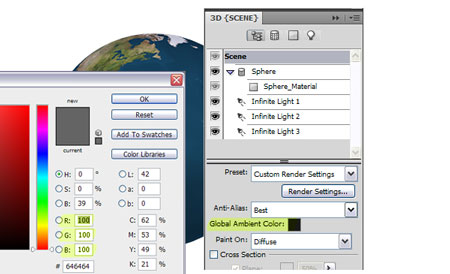 3D {SCENE}
Scene
Sphere
Sphere_Material
Infinite Light 1
Infinite Light 2
Infinite Light 3
Preset: Custom Render Settings
Render Settings...
Anti-Alias: Best
Global Ambient Color:
Paint On: Diffuse
Cross Section
Plane: 50%
new
current
OK
Reset
Add To Swatches
Color Libraries
H: 0 ° L: 42
S: 0 % a: 0
B: 39 % b: 0
R: 100 C: 62 %
G: 100 M: 53 %
B: 100 Y: 49 %
# 646464 K: 21 %